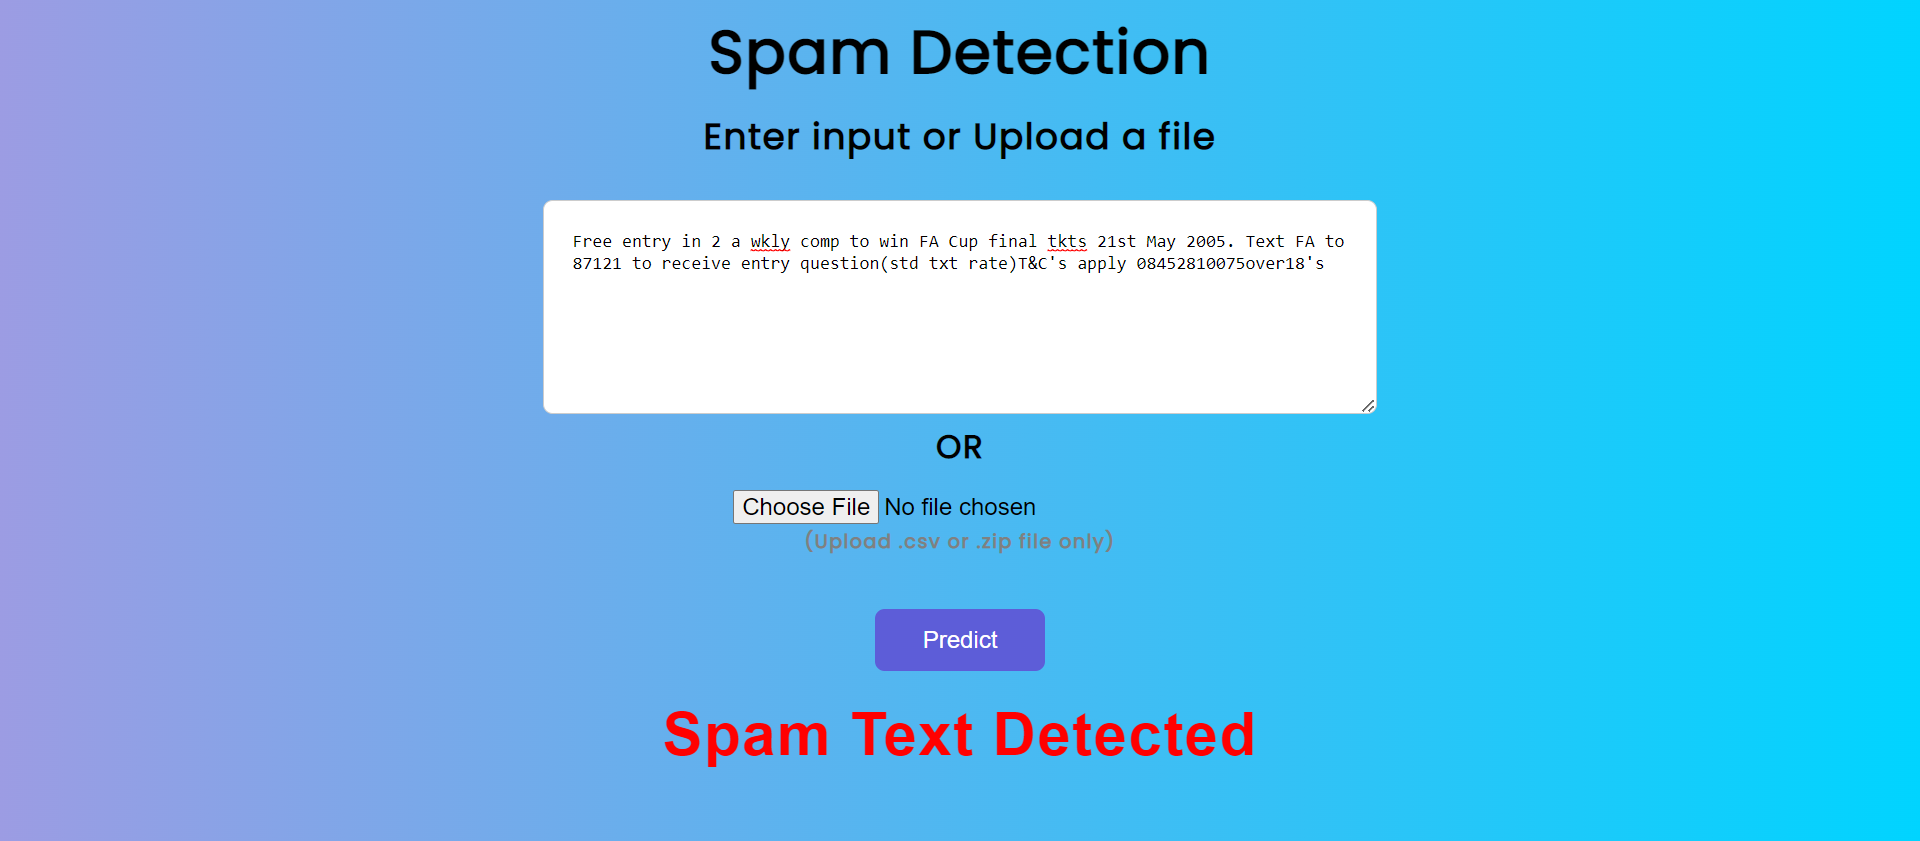 Spam Detection
Enter input or Upload a file
Free entry in 2 a wkly comp to win FA Cup final tkts 21st May 2005. Text FA to
87121 to receive entry question(std txt rate)T&C's apply 08452810075over18's
OR
Choose File No file chosen
(Upload .csv or .zip file only)
Predict
Spam Text Detected